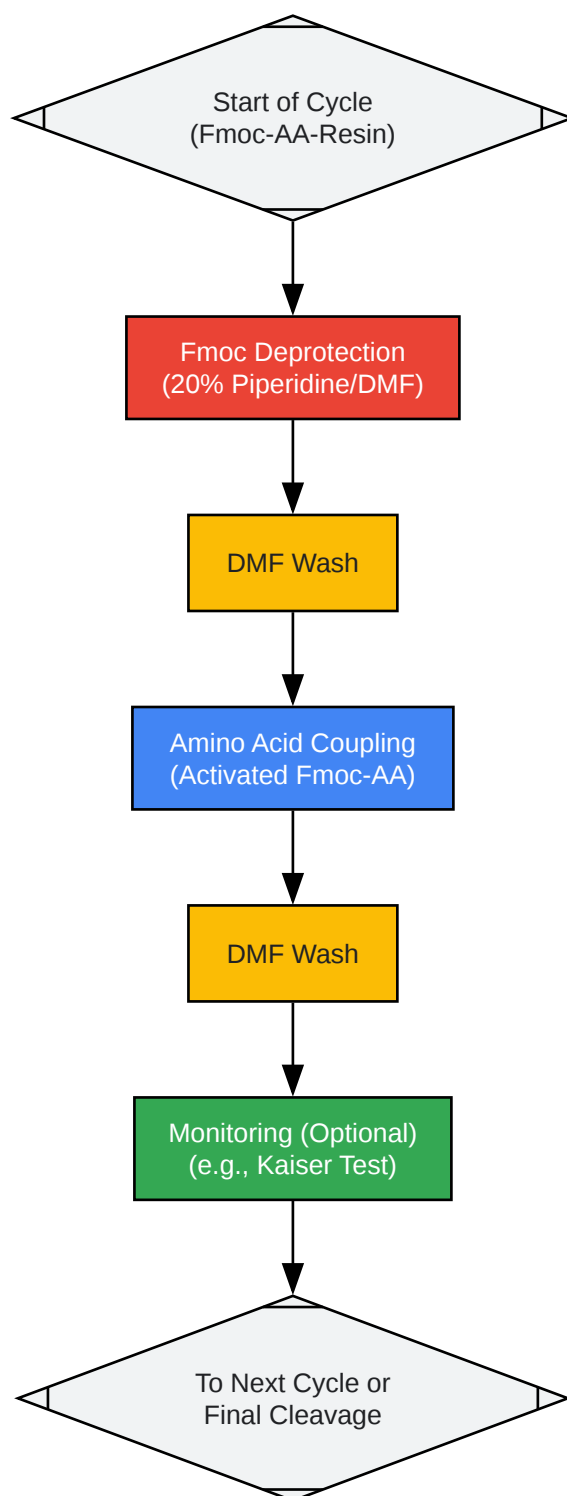 Start of Cycle
(Fmoc-AA-Resin)
Fmoc Deprotection
(20% Piperidine/DMF)
DMF Wash
Amino Acid Coupling
(Activated Fmoc-AA)
DMF Wash
Monitoring (Optional)
(e.g., Kaiser Test)
To Next Cycle or
Final Cleavage